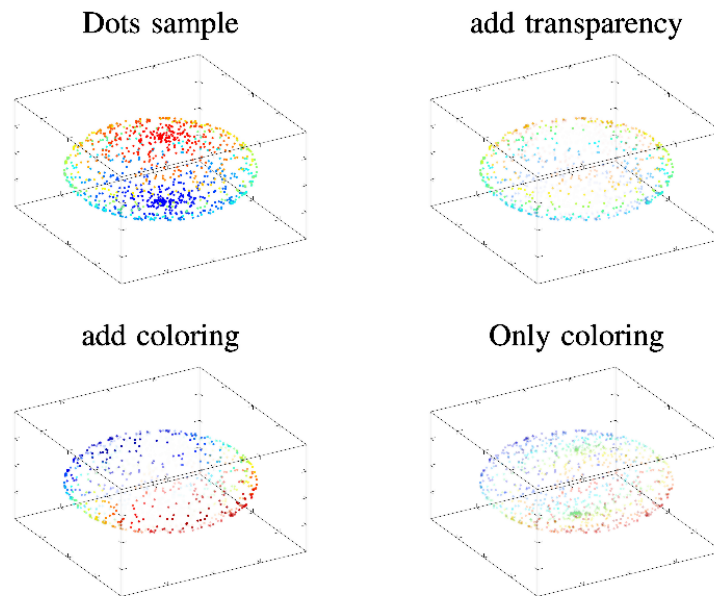 Dots sample
add transparency
add coloring
Only coloring